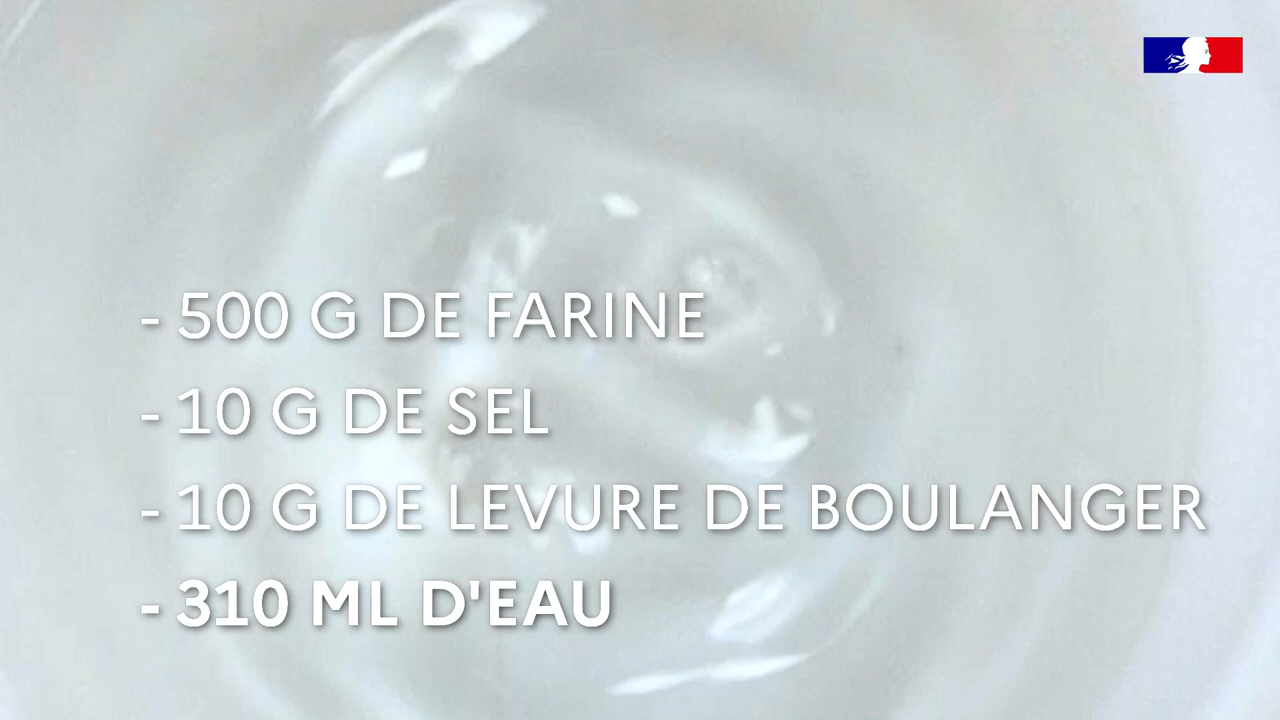 - 500 G DE FARINE
- 10 G DE SEL
- 10 G DE LEVURE DE BOULANGER
- 310 ML D'EAU